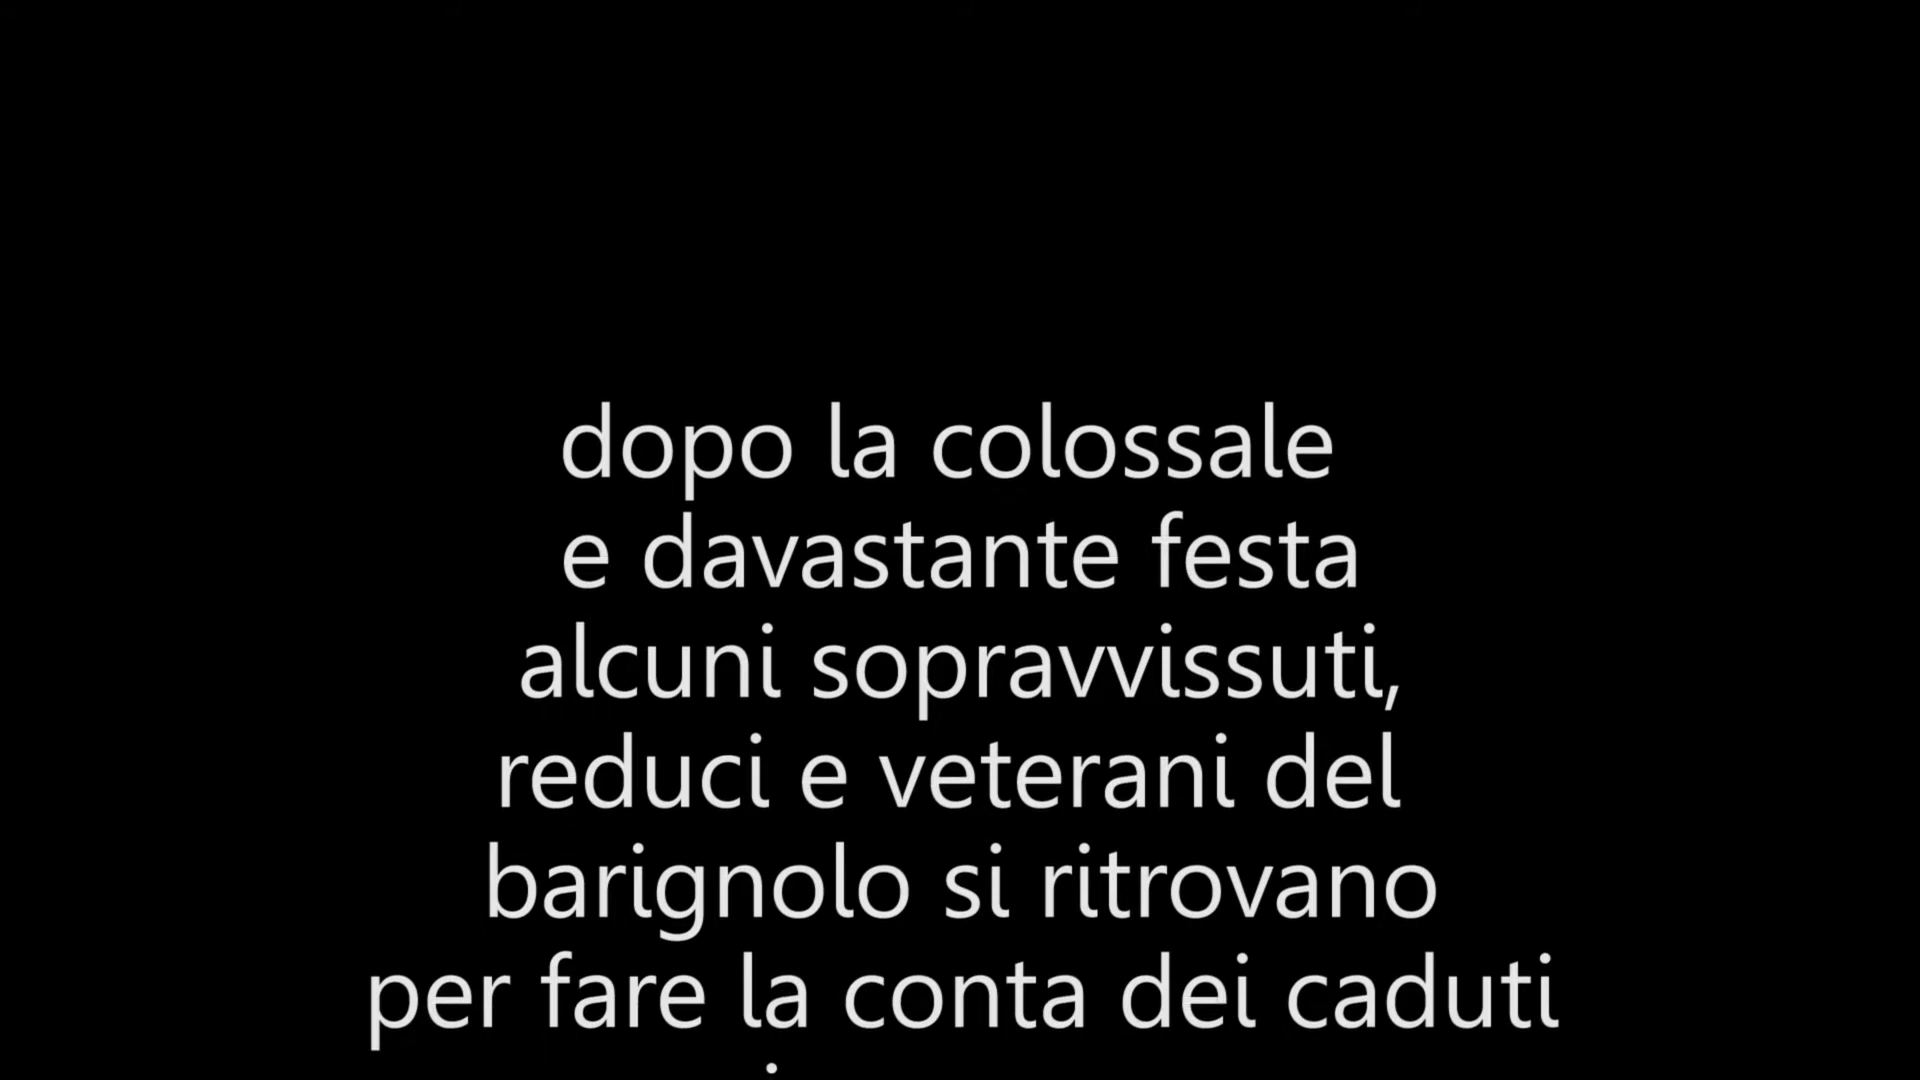 dopo la colossale
e davastante festa
alcuni sopravvissuti,
reduci e veterani del
barignolo si ritrovano
per fare la conta dei caduti